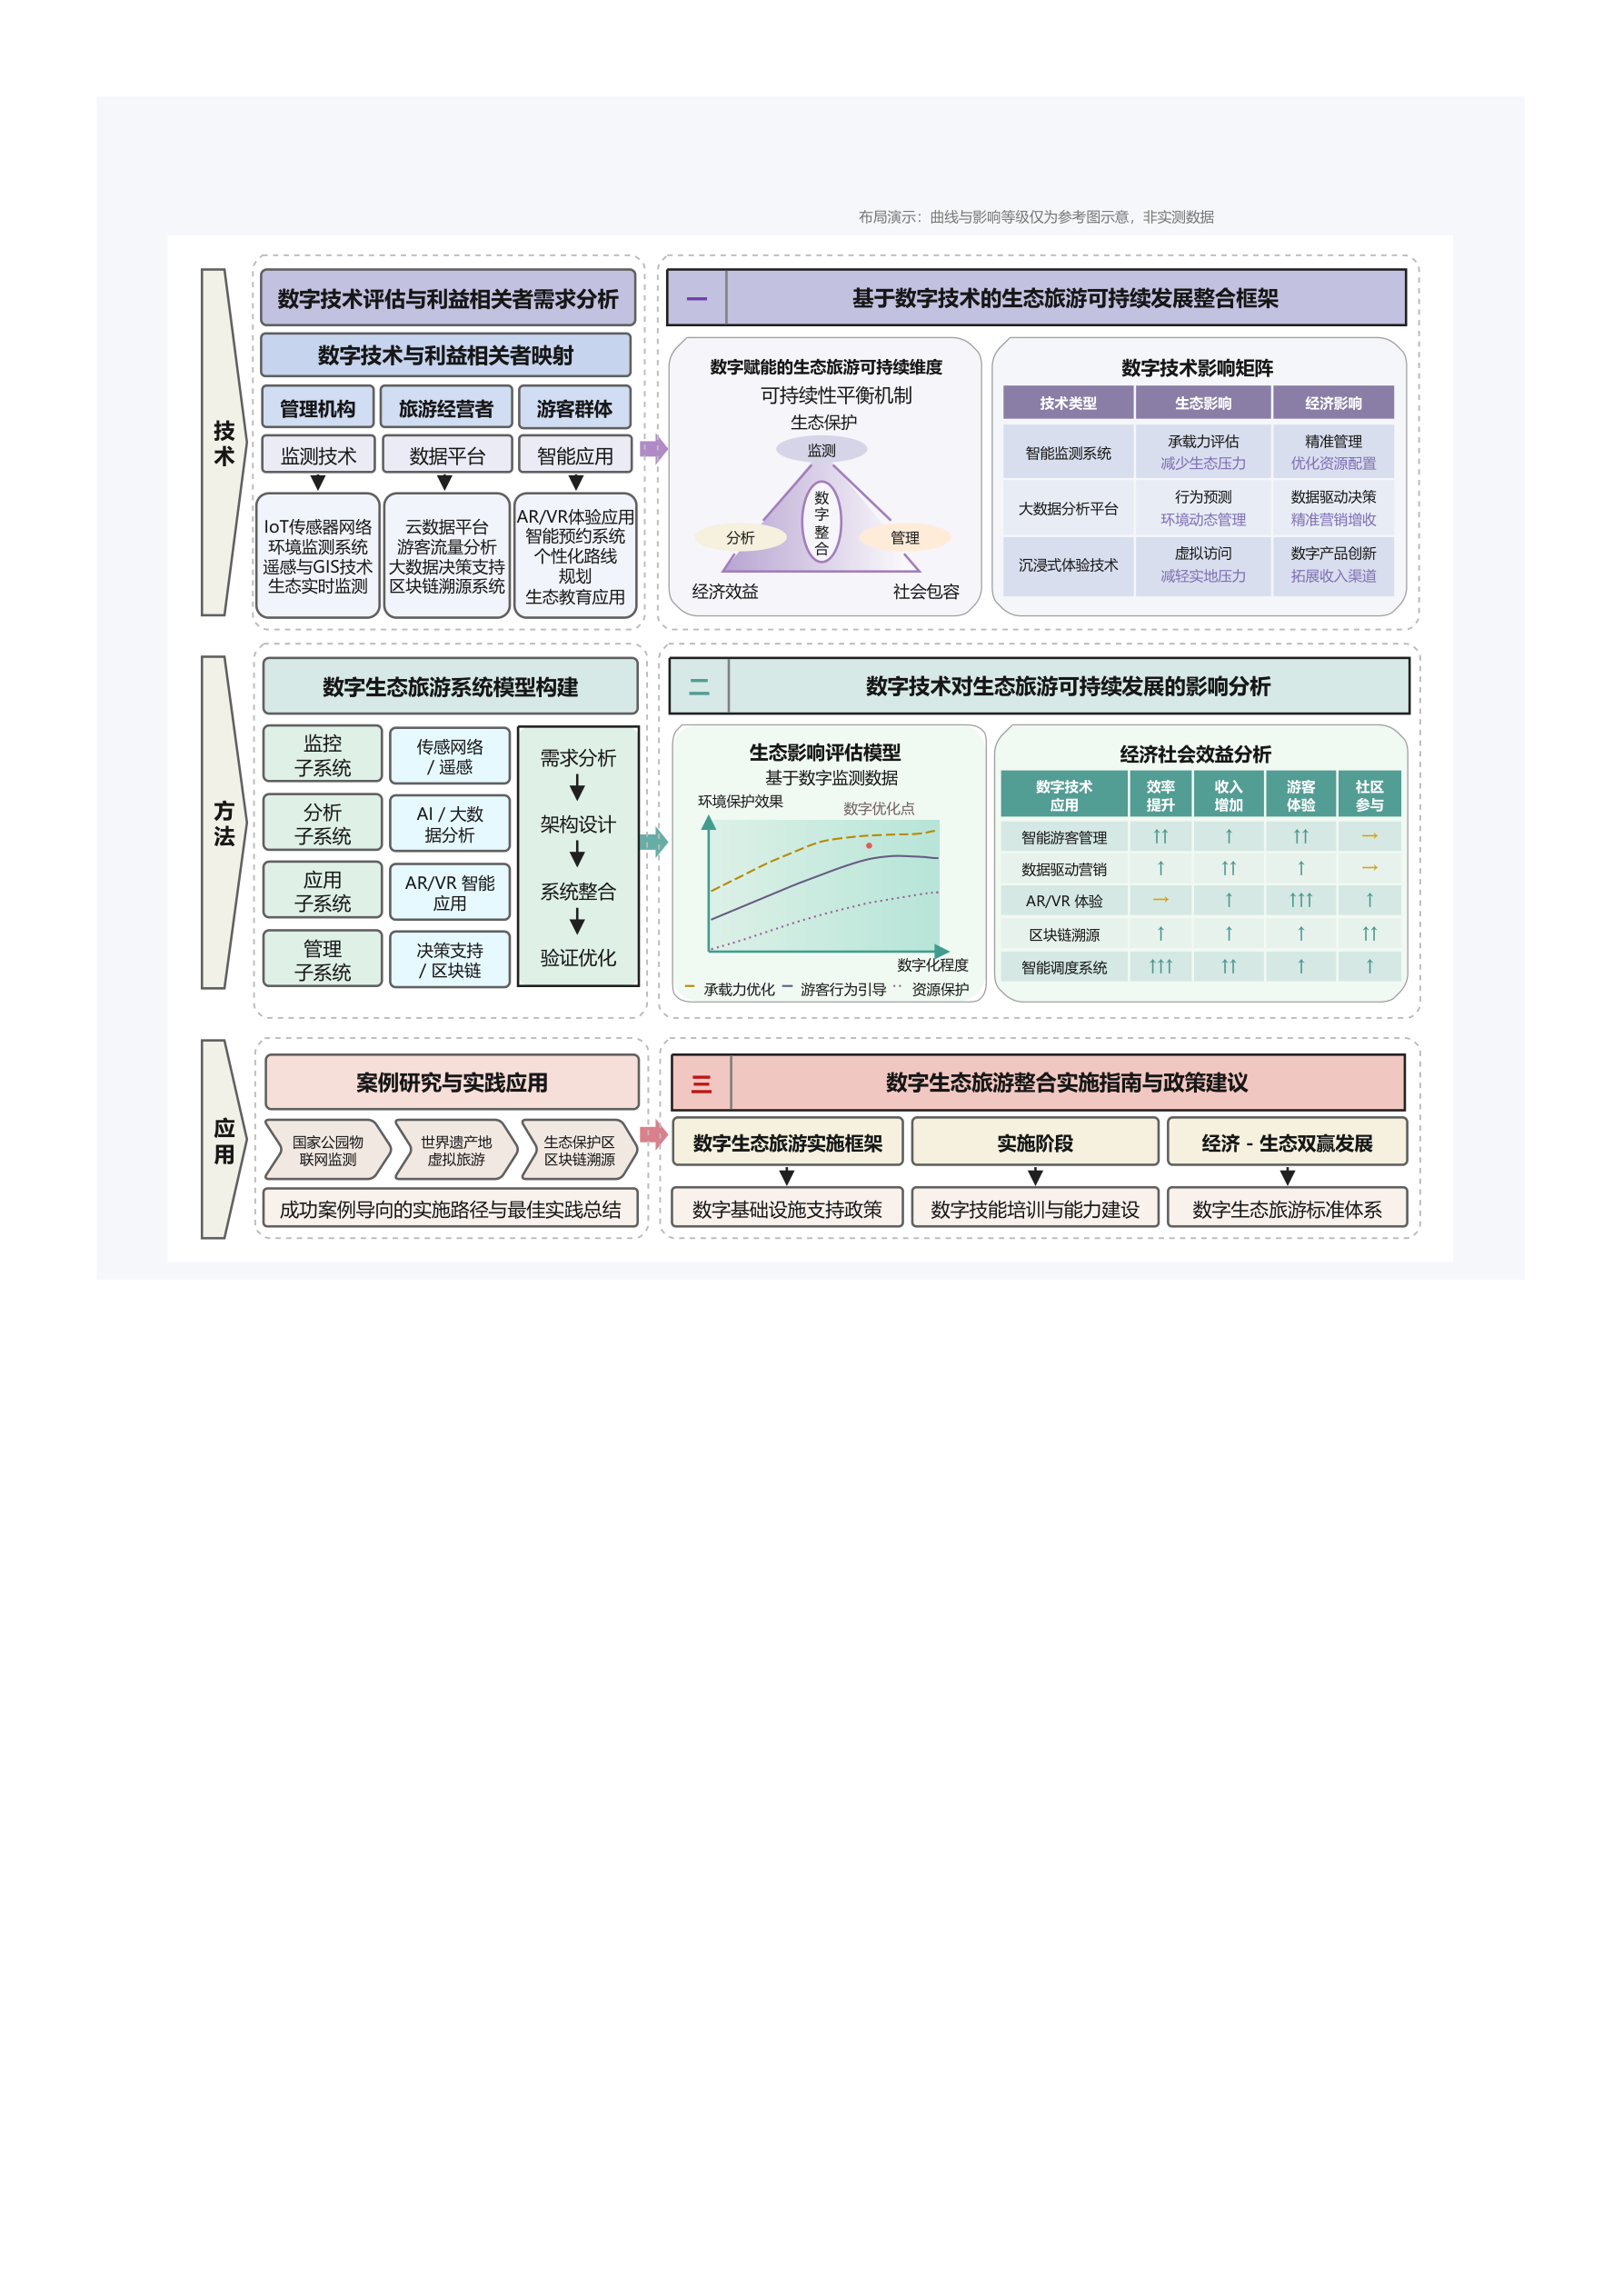 布局演示：曲线与影响等级仅为参考图示意，非实测数据
技
术
数字技术评估与利益相关者需求分析
数字技术与利益相关者映射
管理机构
旅游经营者
游客群体
监测技术
数据平台
智能应用
IoT传感器网络
环境监测系统
遥感与GIS技术
生态实时监测
云数据平台
游客流量分析
大数据决策支持
区块链溯源系统
AR/VR体验应用
智能预约系统
个性化路线
规划
生态教育应用
一
基于数字技术的生态旅游可持续发展整合框架
数字赋能的生态旅游可持续维度
可持续性平衡机制
生态保护
监测
数
字
整
合
分析
管理
经济效益
社会包容
数字技术影响矩阵
技术类型 生态影响 经济影响
智能监测系统
承载力评估
减少生态压力
精准管理
优化资源配置
大数据分析平台
行为预测
环境动态管理
数据驱动决策
精准营销增收
沉浸式体验技术
虚拟访问
减轻实地压力
数字产品创新
拓展收入渠道
方
法
数字生态旅游系统模型构建
监控
子系统
传感网络
/ 遥感
分析
子系统
AI / 大数
据分析
应用
子系统
AR/VR 智能
应用
管理
子系统
决策支持
/ 区块链
需求分析
架构设计
系统整合
验证优化
二
数字技术对生态旅游可持续发展的影响分析
生态影响评估模型
基于数字监测数据
环境保护效果
数字优化点
数字化程度
承载力优化 游客行为引导 资源保护
经济社会效益分析
数字技术
应用
效率
提升
收入
增加
游客
体验
社区
参与
智能游客管理 ↑↑ ↑ ↑↑ →
数据驱动营销 ↑ ↑↑ ↑ →
AR/VR 体验 → ↑ ↑↑↑ ↑
区块链溯源 ↑ ↑ ↑ ↑↑
智能调度系统 ↑↑↑ ↑↑ ↑ ↑
应
用
案例研究与实践应用
国家公园物
联网监测
世界遗产地
虚拟旅游
生态保护区
区块链溯源
成功案例导向的实施路径与最佳实践总结
三
数字生态旅游整合实施指南与政策建议
数字生态旅游实施框架
实施阶段
经济 - 生态双赢发展
数字基础设施支持政策
数字技能培训与能力建设
数字生态旅游标准体系